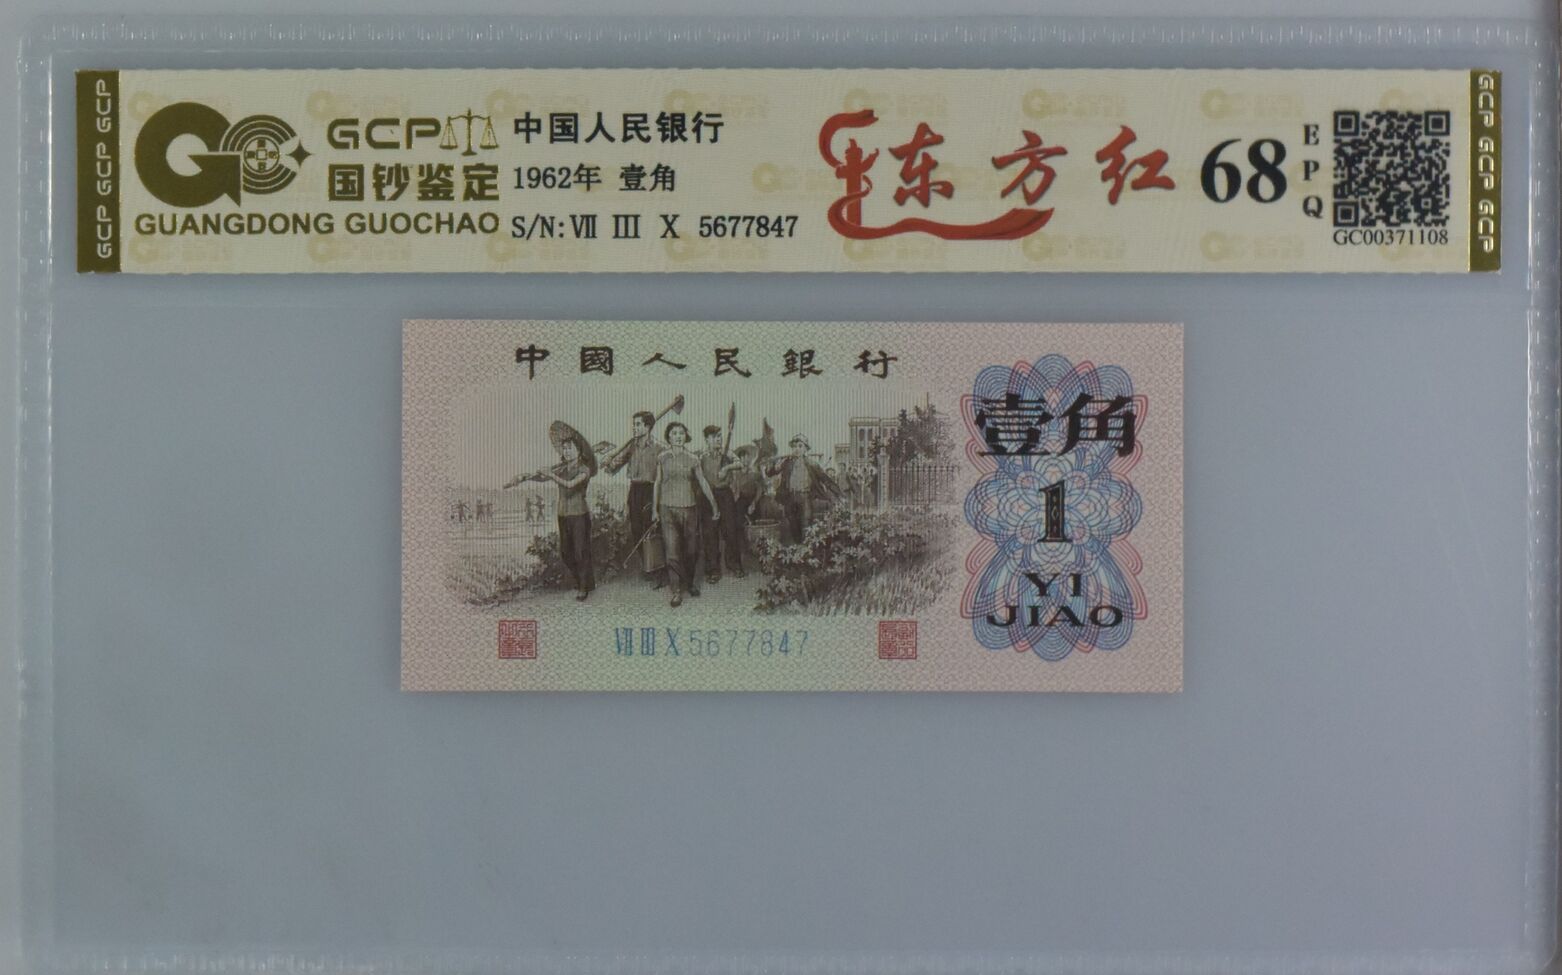 GCP GCP GCP
GCP
国钞鉴定
GUANGDONG GUOCHAO
中国人民银行
1962年 壹角
S/N: Ⅶ Ⅲ Ⅹ 5677847
东方红
68
EPQ
GC00371108
GCP GCP GCP
中國人民銀行
壹角
1
YI
JIAO
Ⅶ Ⅲ Ⅹ 5677847